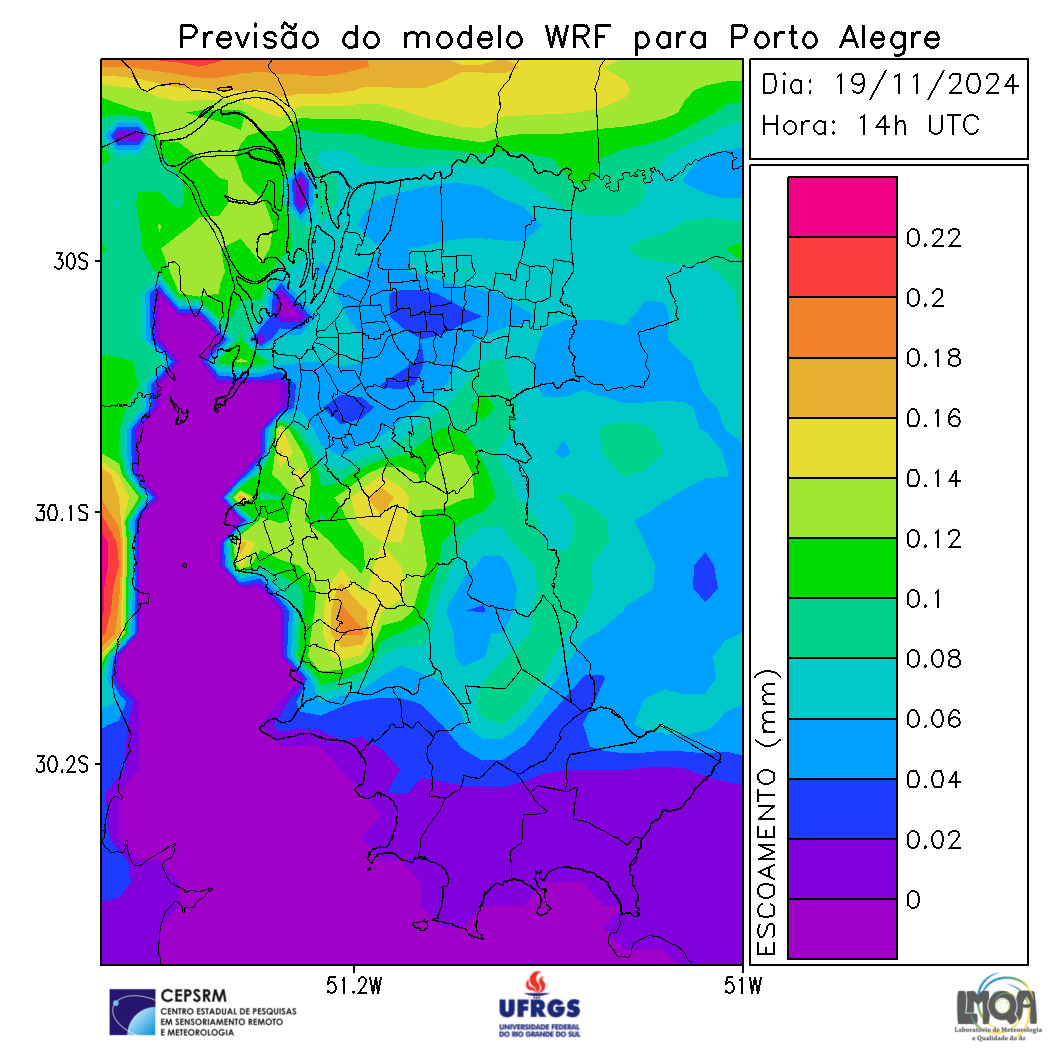 Previsão do modelo WRF para Porto Alegre
Dia: 19/11/2024
Hora: 14h UTC
30S
30.1S
30.2S
51.2W
51W
ESCOAMENTO (mm)
0.22
0.2
0.18
0.16
0.14
0.12
0.1
0.08
0.06
0.04
0.02
0
CEPSRM
CENTRO ESTADUAL DE PESQUISAS
EM SENSORIAMENTO REMOTO
E METEOROLOGIA
UFRGS
UNIVERSIDADE FEDERAL
DO RIO GRANDE DO SUL
LMQA
Laboratório de Meteorologia
e Qualidade do Ar